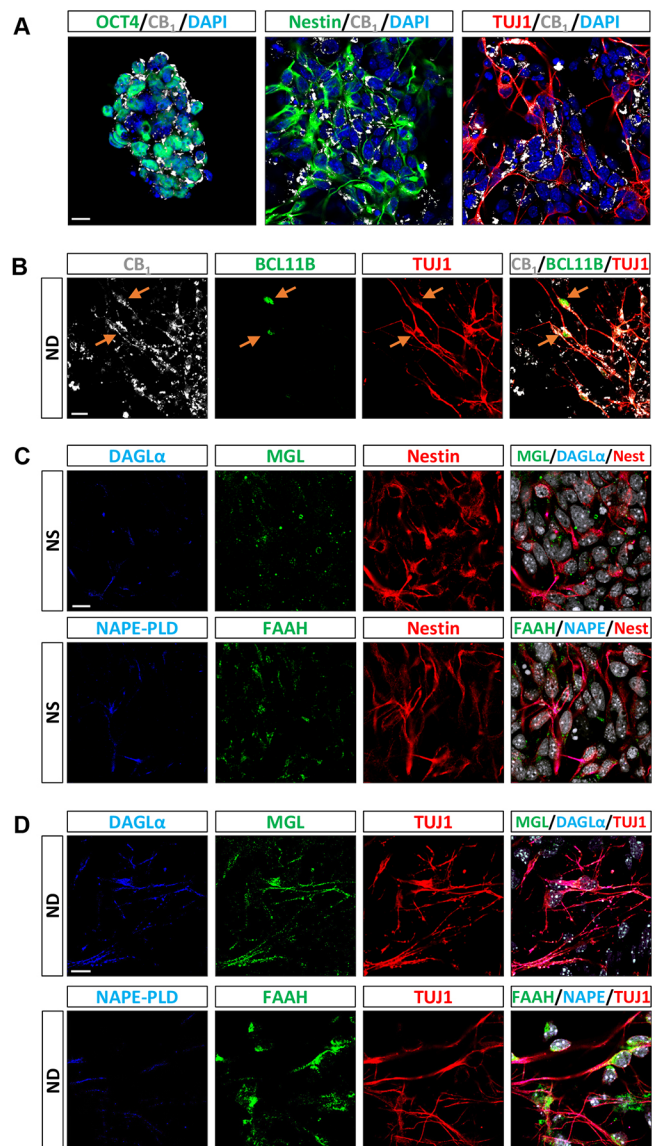 A
OCT4/CB₁/DAPI
Nestin/CB₁/DAPI
TUJ1/CB₁/DAPI
B
CB₁
BCL11B
TUJ1
CB₁/BCL11B/TUJ1
ND
C
DAGLα
MGL
Nestin
MGL/DAGLα/Nest
NS
NAPE-PLD
FAAH
Nestin
FAAH/NAPE/Nest
NS
D
DAGLα
MGL
TUJ1
MGL/DAGLα/TUJ1
ND
NAPE-PLD
FAAH
TUJ1
FAAH/NAPE/TUJ1
ND